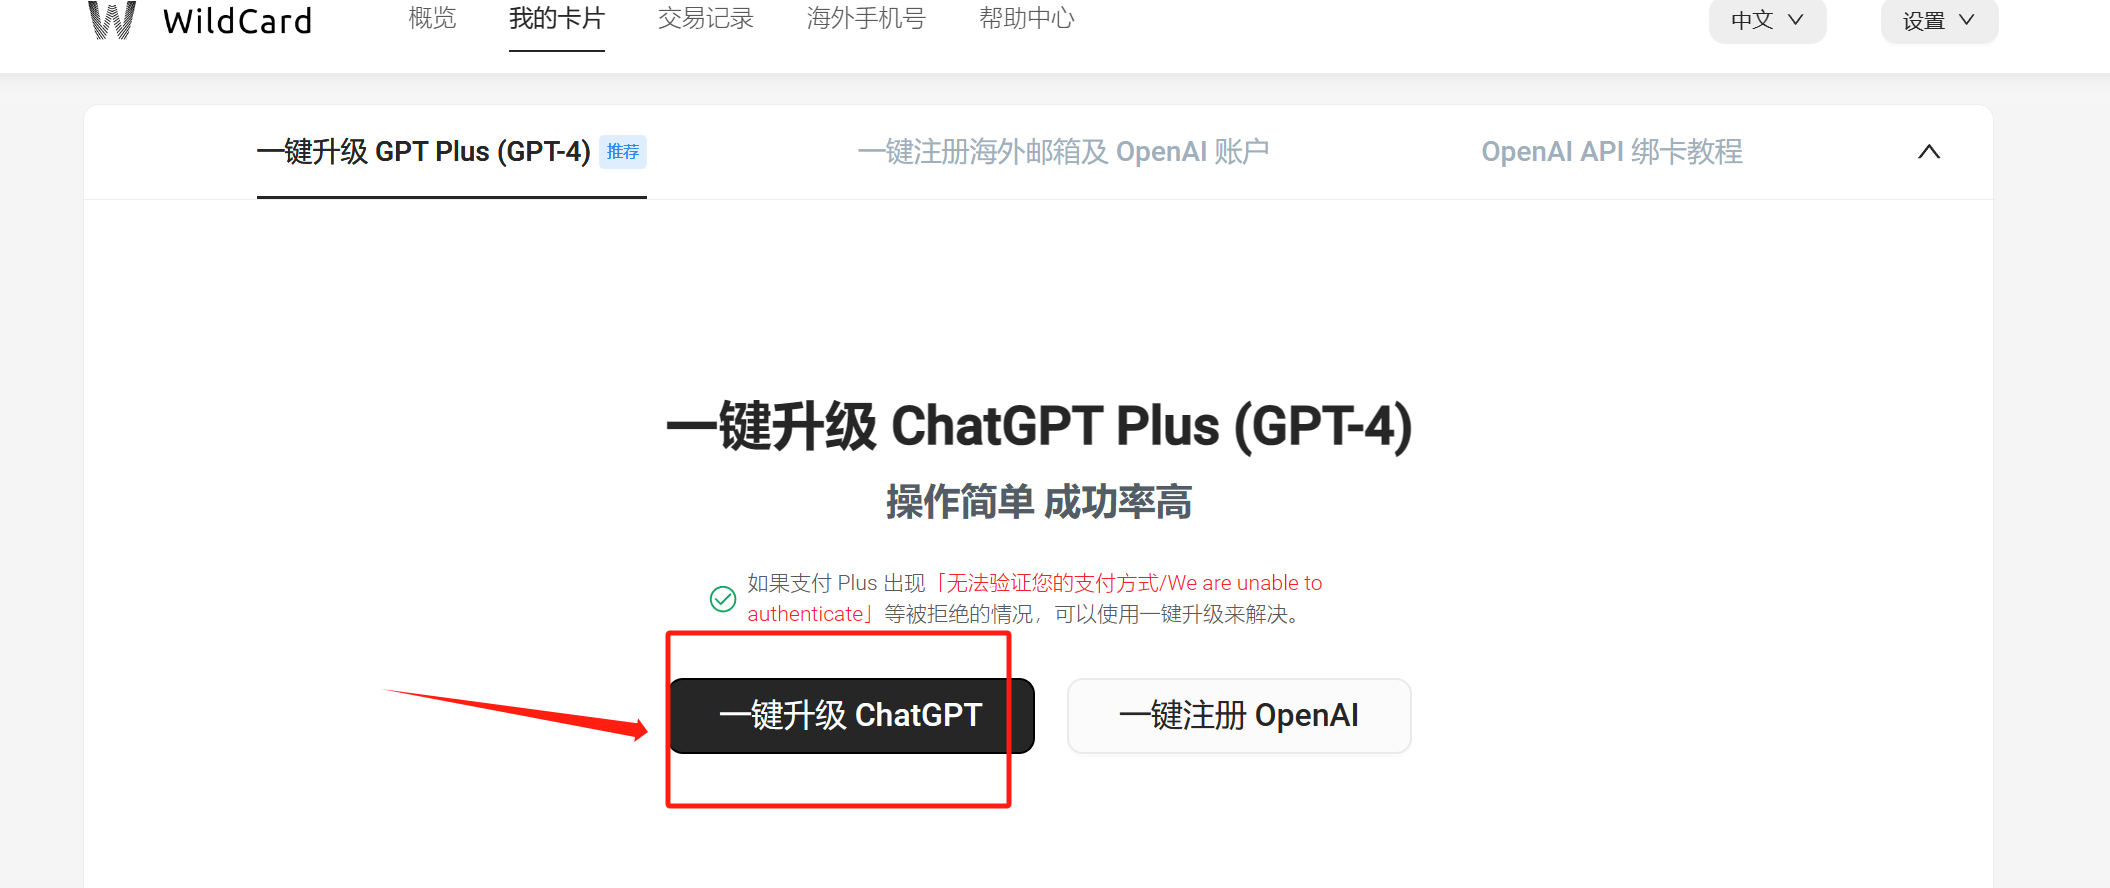 WildCard 概览 我的卡片 交易记录 海外手机号 帮助中心 中文 设置
一键升级 GPT Plus (GPT-4) 推荐 一键注册海外邮箱及 OpenAI 账户 OpenAI API 绑卡教程
一键升级 ChatGPT Plus (GPT-4)
操作简单 成功率高
如果支付 Plus 出现「无法验证您的支付方式/We are unable to
authenticate」等被拒绝的情况，可以使用一键升级来解决。
一键升级 ChatGPT 一键注册 OpenAI